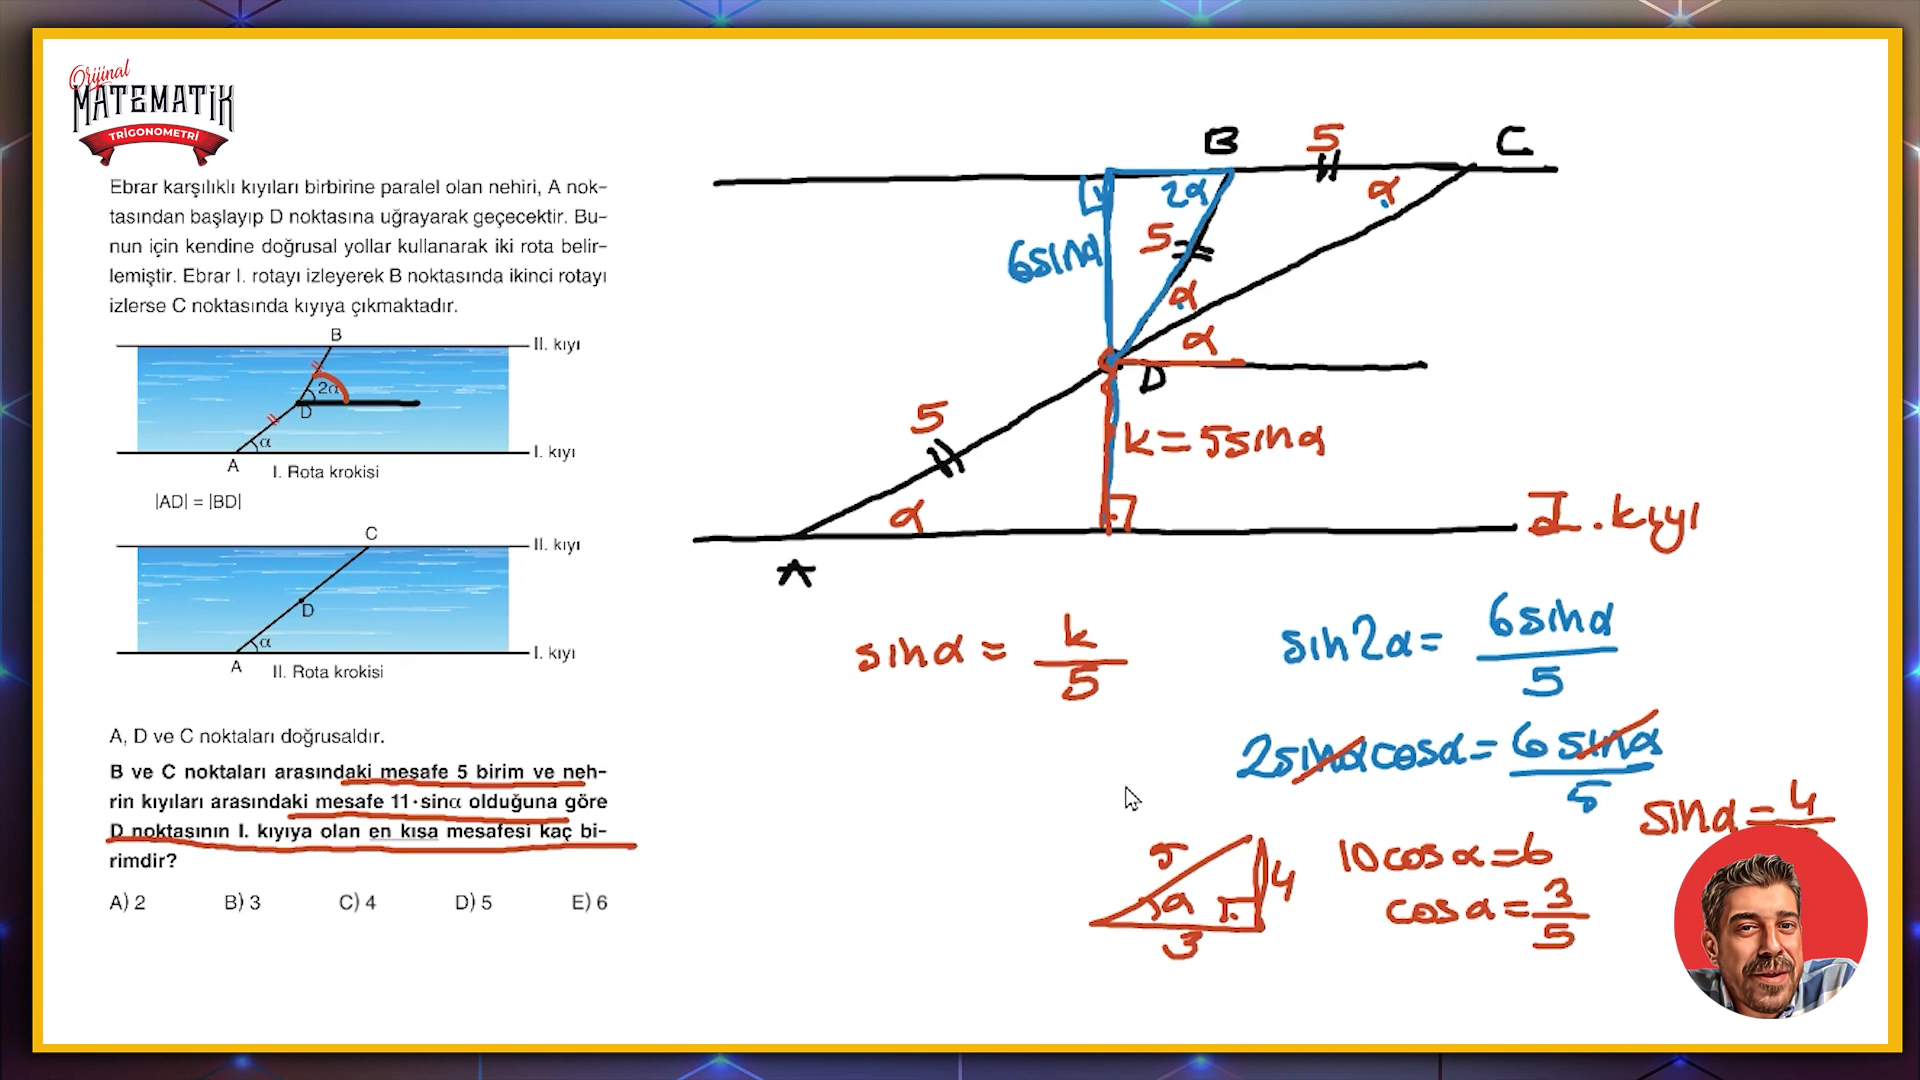 Orijinal
MATEMATİK
TRİGONOMETRİ
Ebrar karşılıklı kıyıları birbirine paralel olan nehiri, A nok-
tasından başlayıp D noktasına uğrayarak geçecektir. Bu-
nun için kendine doğrusal yollar kullanarak iki rota belir-
lemiştir. Ebrar I. rotayı izleyerek B noktasında ikinci rotayı
izlerse C noktasında kıyıya çıkmaktadır.
B
II. kıyı
2α
D
α
I. kıyı
A
I. Rota krokisi
|AD| = |BD|
C
II. kıyı
D
α
I. kıyı
A
II. Rota krokisi
A, D ve C noktaları doğrusaldır.
B ve C noktaları arasındaki mesafe 5 birim ve neh-
rin kıyıları arasındaki mesafe 11·sinα olduğuna göre
D noktasının I. kıyıya olan en kısa mesafesi kaç bi-
rimdir?
A) 2 B) 3 C) 4 D) 5 E) 6
B 5 C
2α α
6sinα 5
α
α
D
5
k = 5sinα
α
I. kıyı
A
sinα = k/5
sin2α = 6sinα/5
2sinαcosα = 6sinα/5
sinα = 4
5 α 4 3
10cosα = 6
cosα = 3/5